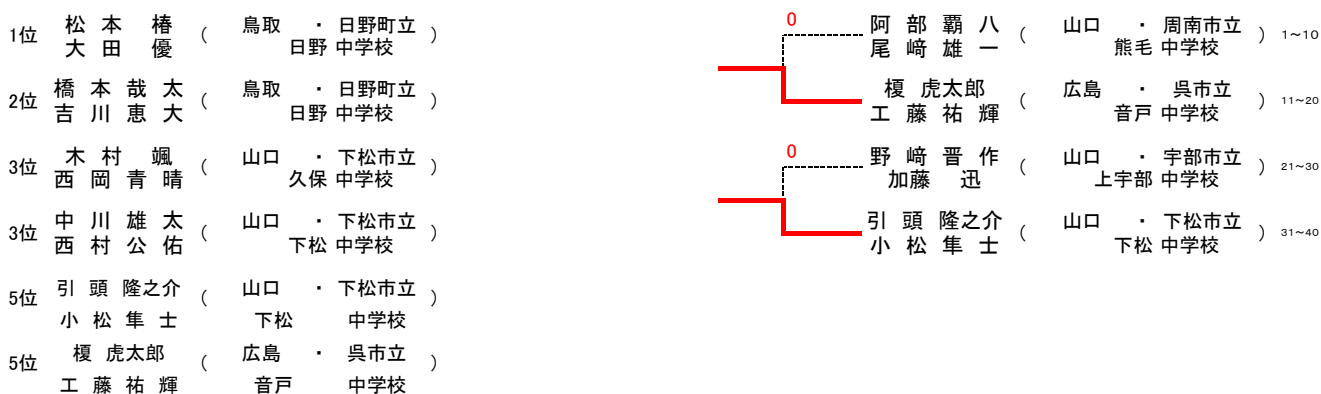 松本 椿 鳥取 ・ 日野町立
1位 ( )
大田 優 日野 中学校
橋本哲太 鳥取 ・ 日野町立
2位 ( )
吉川恵大 日野 中学校
木村 颯 山口 ・ 下松市立
3位 ( )
西岡青晴 久保 中学校
中川雄太 山口 ・ 下松市立
3位 ( )
西村公佑 下松 中学校
引頭 隆之介 山口 ・ 下松市立
5位 ( )
小松隼士 下松 中学校
榎 虎太郎 広島 ・ 呉市立
5位 ( )
工藤祐輝 音戸 中学校
0
阿部覇八 山口 ・ 周南市立
( ) 1~10
尾﨑雄一 熊毛 中学校
榎 虎太郎 広島 ・ 呉市立
( ) 11~20
工藤祐輝 音戸 中学校
0
野﨑晋作 山口 ・ 宇部市立
( ) 21~30
加藤 迅 上宇部 中学校
引頭 隆之介 山口 ・ 下松市立
( ) 31~40
小松隼士 下松 中学校